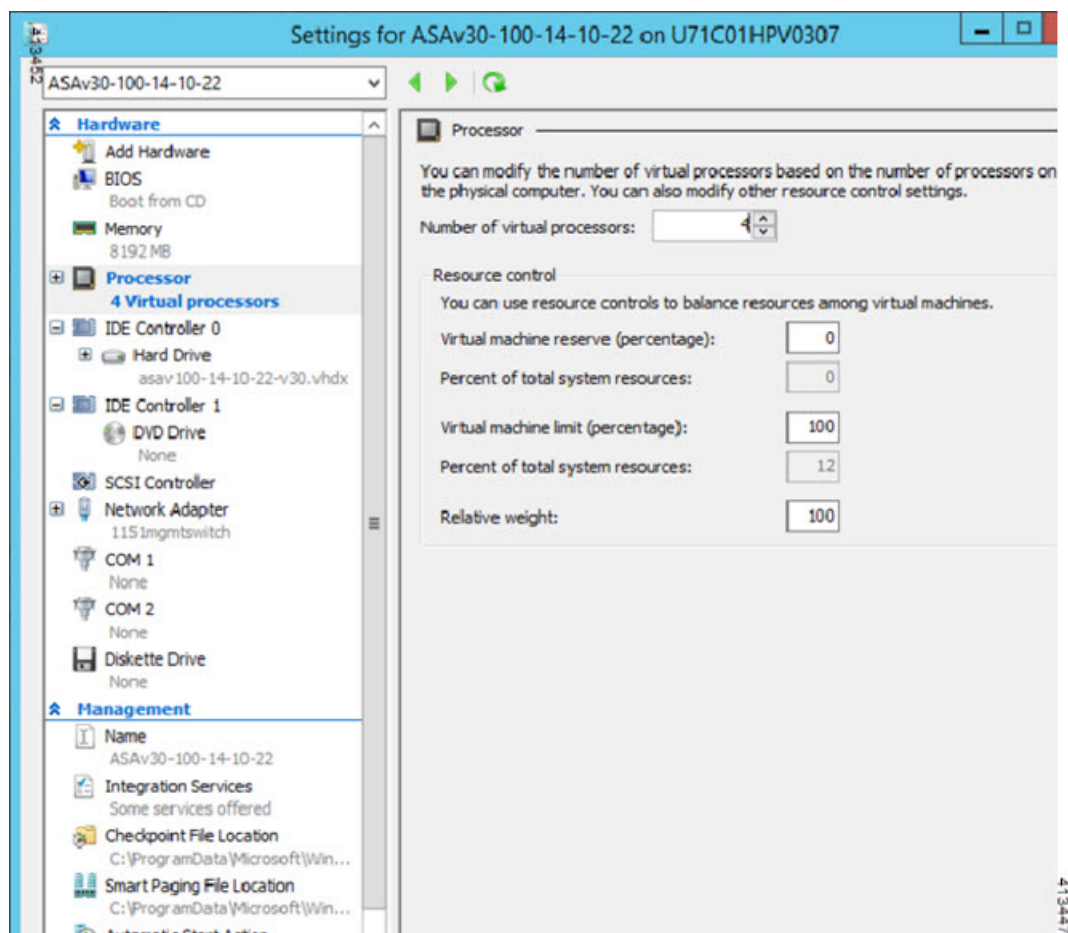 Settings for ASAv30-100-14-10-22 on U71C01HPV0307
413452
ASAv30-100-14-10-22
Hardware
Add Hardware
BIOS
Boot from CD
Memory
8192 MB
Processor
4 Virtual processors
IDE Controller 0
Hard Drive
asav100-14-10-22-v30.vhdx
IDE Controller 1
DVD Drive
None
SCSI Controller
Network Adapter
1151mgmtswitch
COM 1
None
COM 2
None
Diskette Drive
None
Management
Name
ASAv30-100-14-10-22
Integration Services
Some services offered
Checkpoint File Location
C:\ProgramData\Microsoft\Win...
Smart Paging File Location
C:\ProgramData\Microsoft\Win...
Automatic Start Action
Processor
You can modify the number of virtual processors based on the number of processors on
the physical computer. You can also modify other resource control settings.
Number of virtual processors: 4
Resource control
You can use resource controls to balance resources among virtual machines.
Virtual machine reserve (percentage): 0
Percent of total system resources: 0
Virtual machine limit (percentage): 100
Percent of total system resources: 12
Relative weight: 100
413447